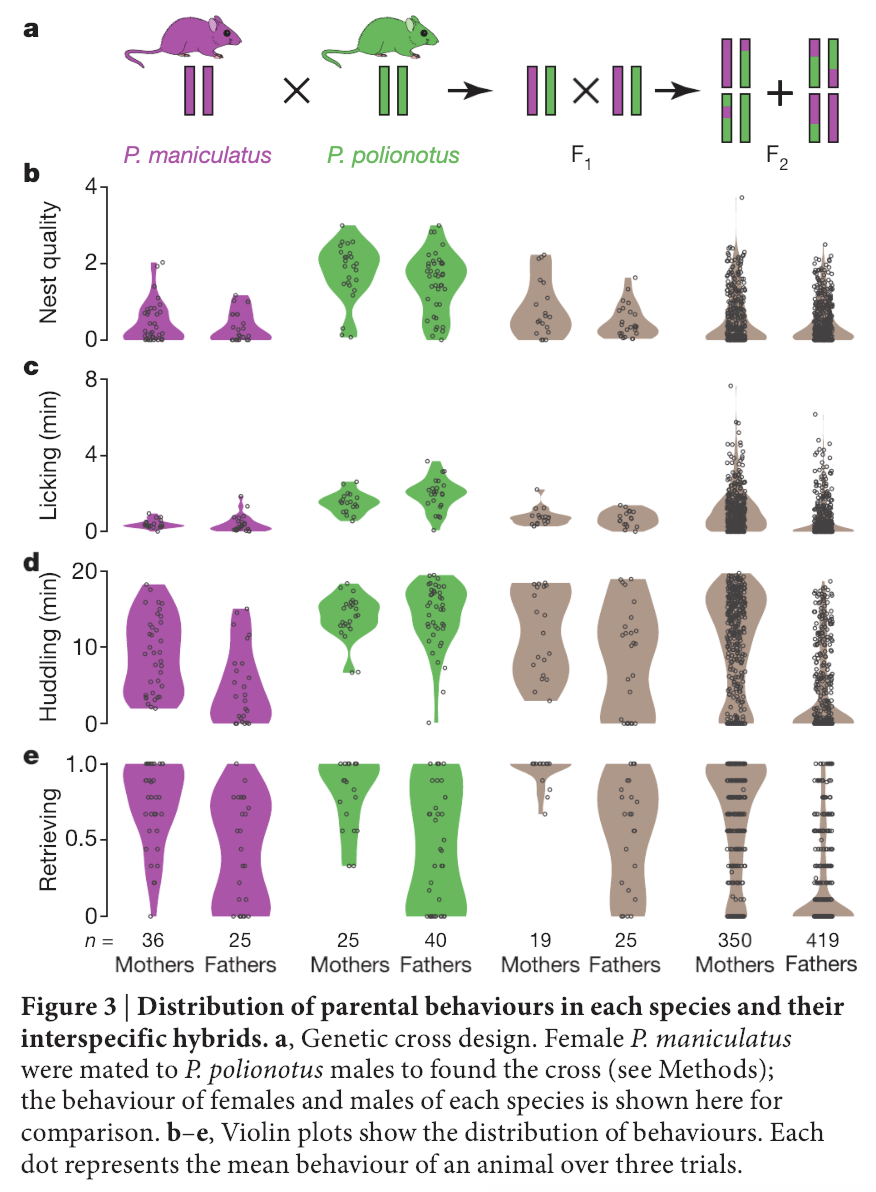 a
P. maniculatus
P. polionotus
F1
F2
b
Nest quality
4
2
0
c
Licking (min)
8
4
0
d
Huddling (min)
20
10
0
e
Retrieving
1.0
0.5
0
n = 36 25 25 40 19 25 350 419
Mothers Fathers Mothers Fathers Mothers Fathers Mothers Fathers
Figure 3 | Distribution of parental behaviours in each species and their
interspecific hybrids. a, Genetic cross design. Female P. maniculatus
were mated to P. polionotus males to found the cross (see Methods);
the behaviour of females and males of each species is shown here for
comparison. b–e, Violin plots show the distribution of behaviours. Each
dot represents the mean behaviour of an animal over three trials.